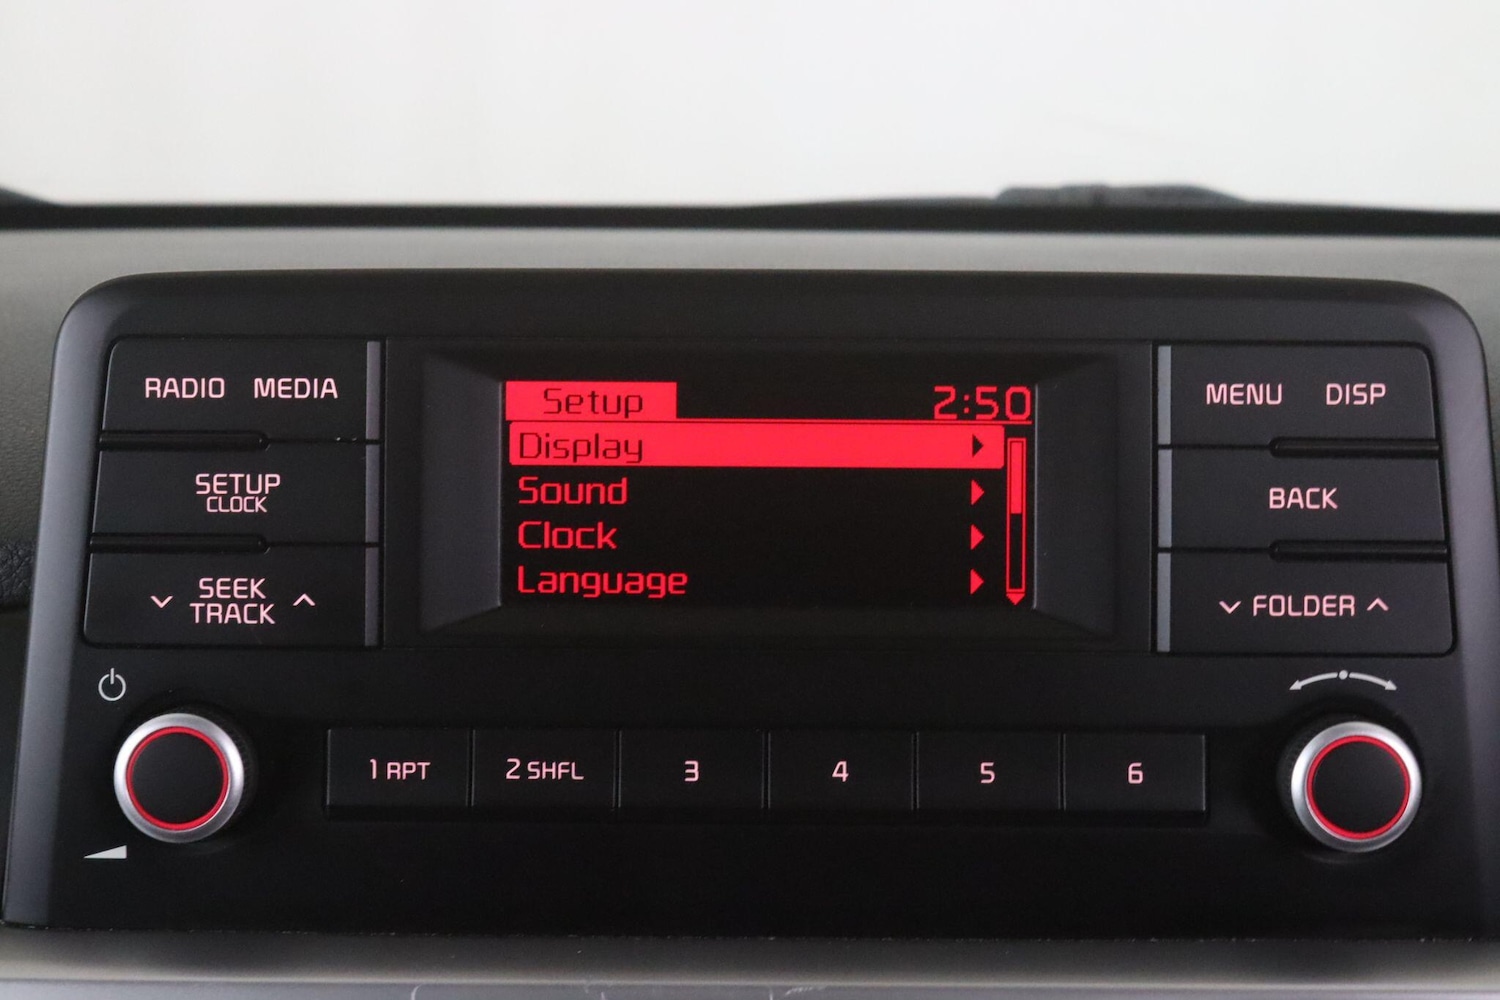 RADIO MEDIA
SETUP
CLOCK
SEEK
TRACK
Setup 2:50
Display
Sound
Clock
Language
MENU DISP
BACK
FOLDER
1 RPT 2 SHFL 3 4 5 6